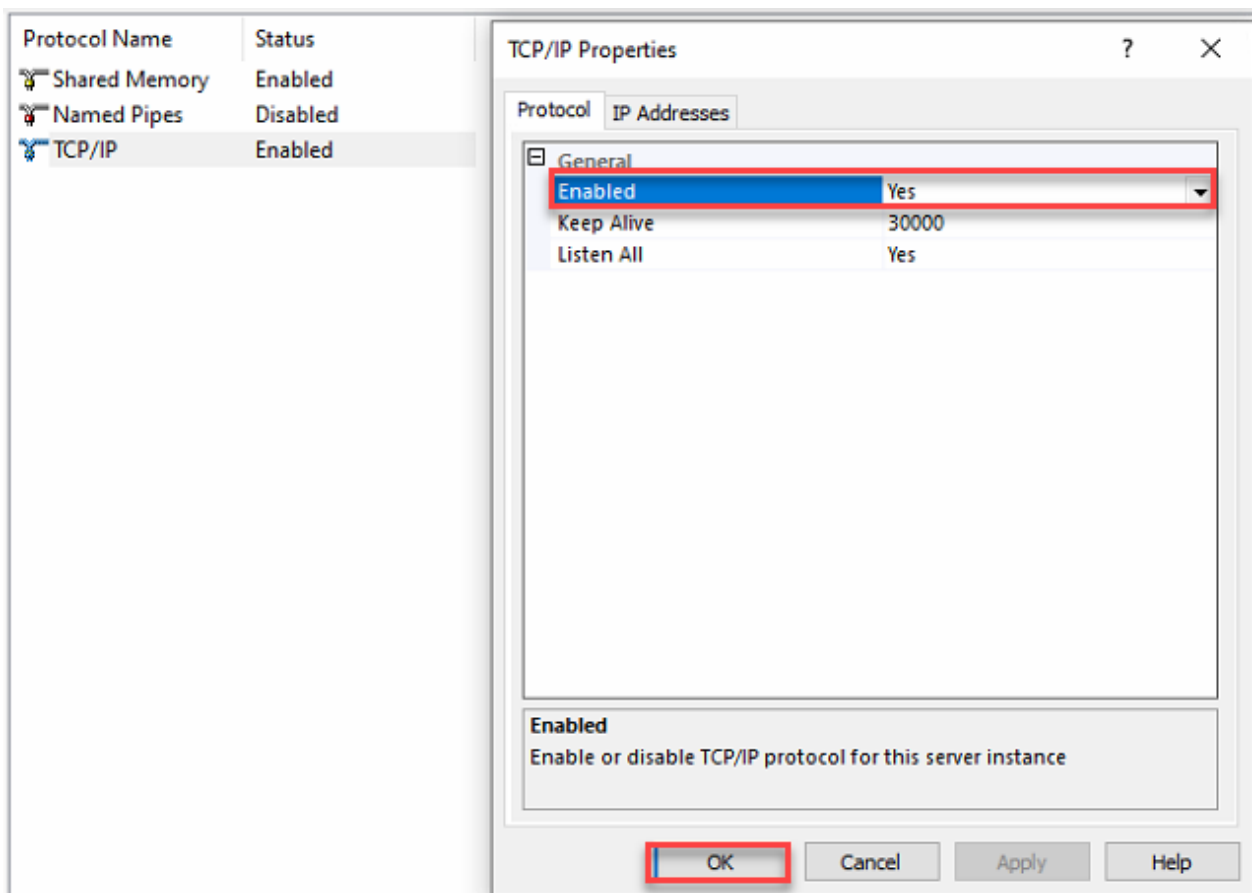 Protocol Name Status
Shared Memory Enabled
Named Pipes Disabled
TCP/IP Enabled
TCP/IP Properties ?
Protocol IP Addresses
General
Enabled Yes
Keep Alive 30000
Listen All Yes
Enabled
Enable or disable TCP/IP protocol for this server instance
OK Cancel Apply Help